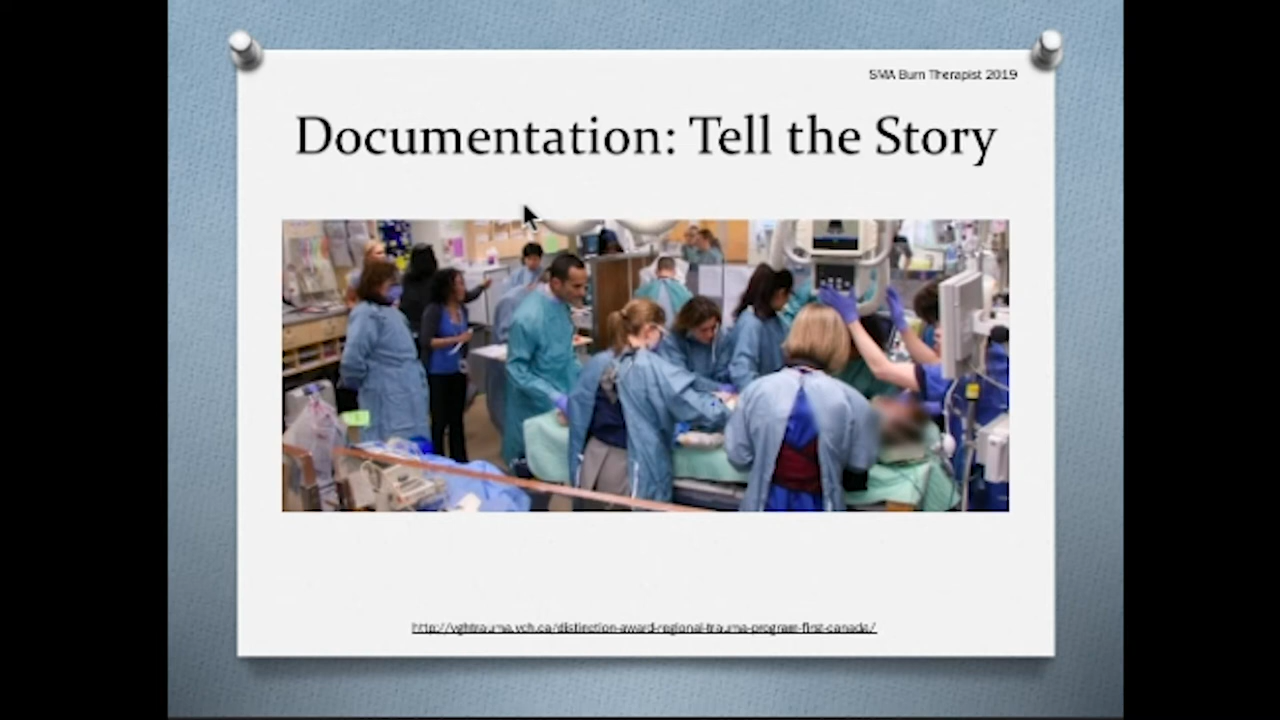 SMA Burn Therapist 2019
Documentation: Tell the Story
http://vghtrauma.vch.ca/distinction-award-regional-trauma-program-first-canada/